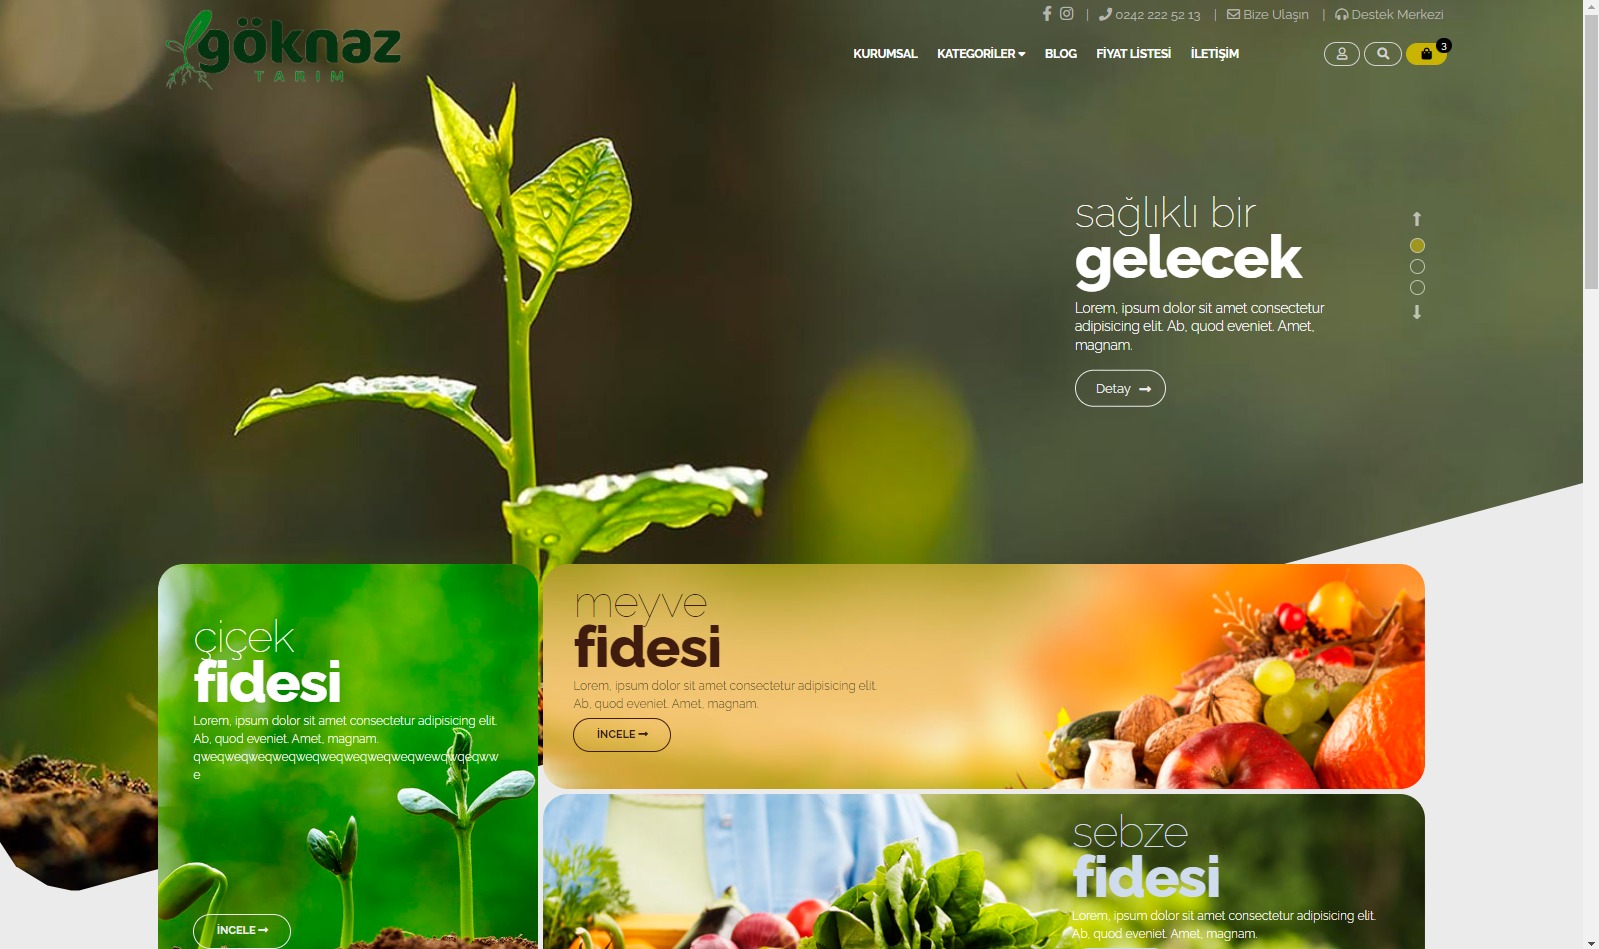 göknaz
TARIM
| 0242 222 52 13 | Bize Ulaşın | Destek Merkezi
KURUMSAL KATEGORİLER BLOG FİYAT LİSTESİ İLETİŞİM
3
sağlıklı bir
gelecek
Lorem, ipsum dolor sit amet consectetur
adipisicing elit. Ab, quod eveniet. Amet,
magnam.
Detay
çiçek
fidesi
Lorem, ipsum dolor sit amet consectetur adipisicing elit.
Ab, quod eveniet. Amet, magnam.
qweqweqweqweqweqweqweqweqweqwewqwqeqww
e
İNCELE
meyve
fidesi
Lorem, ipsum dolor sit amet consectetur adipisicing elit.
Ab, quod eveniet. Amet, magnam.
İNCELE
sebze
fidesi
Lorem, ipsum dolor sit amet consectetur adipisicing elit.
Ab, quod eveniet. Amet, magnam.